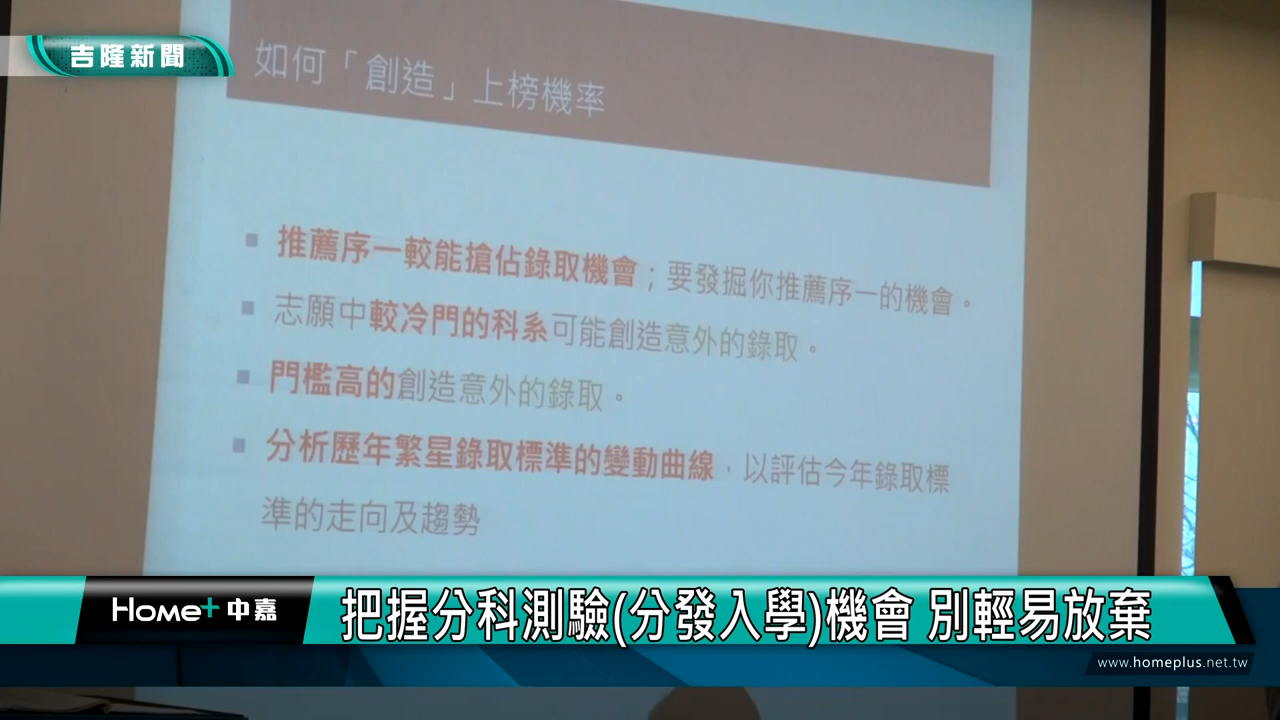 吉隆新聞
如何「創造」上榜機率
推薦序一較能搶佔錄取機會；要發掘你推薦序一的機會。
志願中較冷門的科系可能創造意外的錄取。
門檻高的創造意外的錄取。
分析歷年繁星錄取標準的變動曲線，以評估今年錄取標
準的走向及趨勢
Home+中嘉
把握分科測驗(分發入學)機會 別輕易放棄
www.homeplus.net.tw